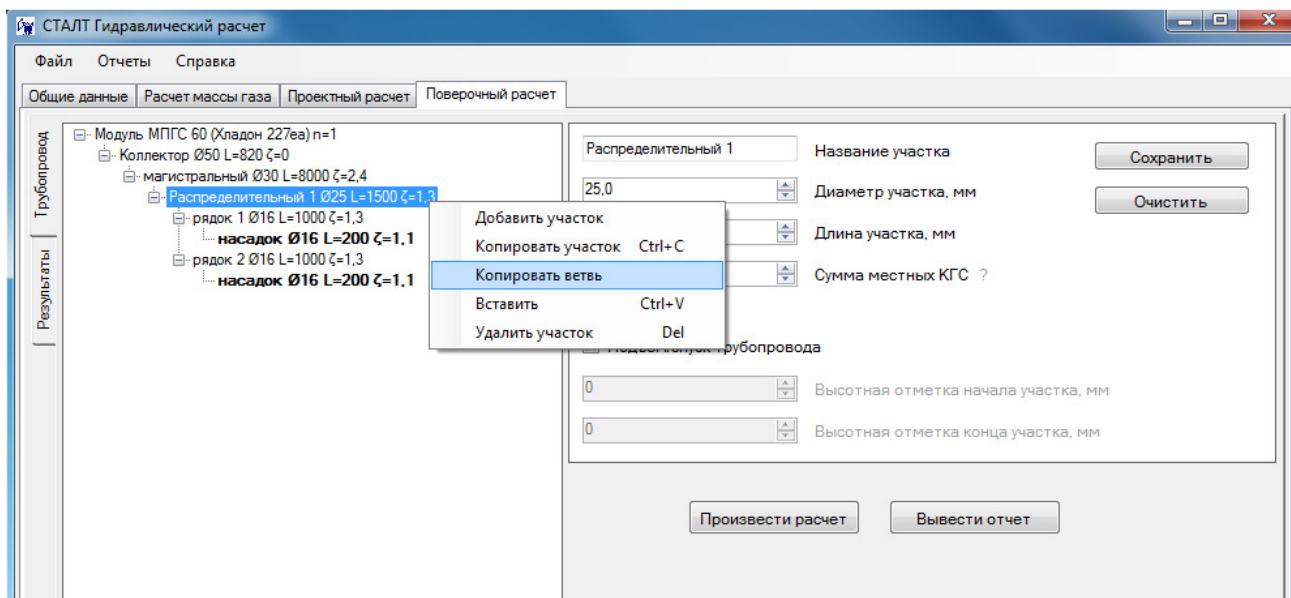 СТАЛТ Гидравлический расчет
Файл Отчеты Справка
Общие данные Расчет массы газа Проектный расчет Поверочный расчет
Трубопровод
Результаты
Модуль МПГС 60 (Хладон 227еа) n=1
Коллектор Ø50 L=820 ζ=0
магистральный Ø30 L=8000 ζ=2,4
Распределительный 1 Ø25 L=1500 ζ=1,3
рядок 1 Ø16 L=1000 ζ=1,3
насадок Ø16 L=200 ζ=1,1
рядок 2 Ø16 L=1000 ζ=1,3
насадок Ø16 L=200 ζ=1,1
Добавить участок
Копировать участок Ctrl+C
Копировать ветвь
Вставить Ctrl+V
Удалить участок Del
Распределительный 1 Название участка
25,0 Диаметр участка, мм
Длина участка, мм
Сумма местных КГС ?
трубопровода
0 Высотная отметка начала участка, мм
0 Высотная отметка конца участка, мм
Сохранить
Очистить
Произвести расчет Вывести отчет